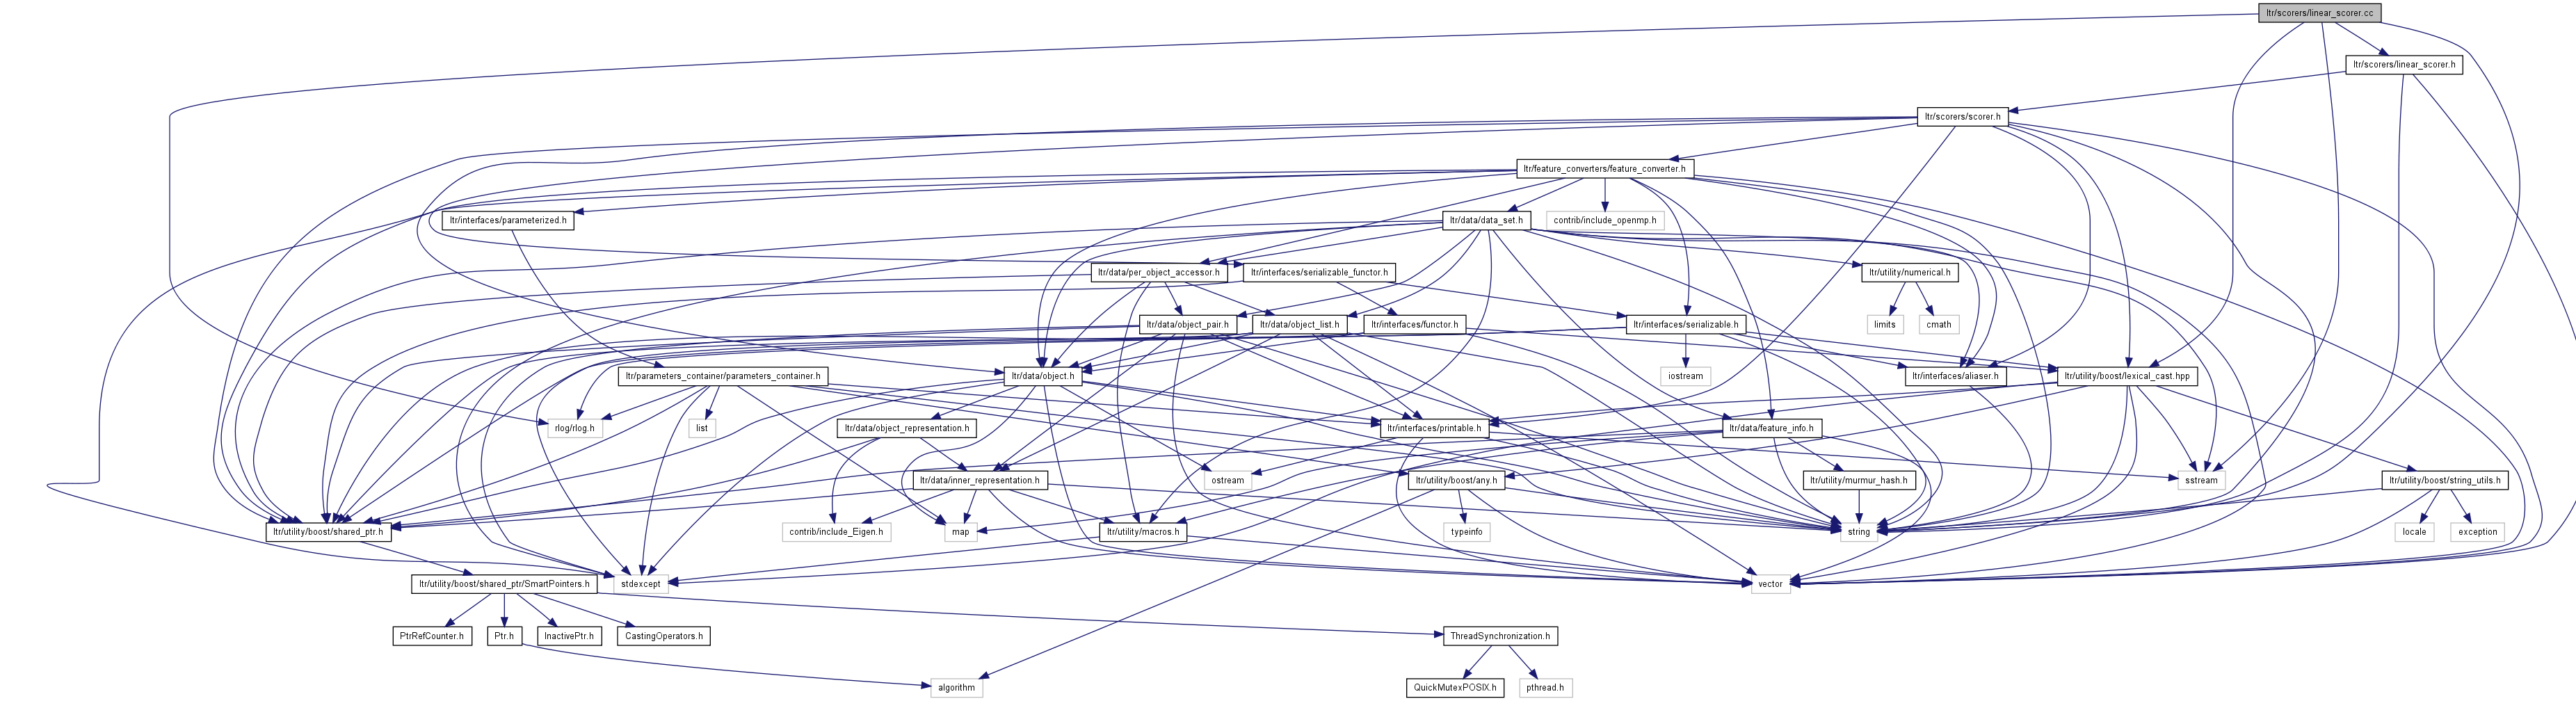 ltr/scorers/linear_scorer.cc
ltr/scorers/linear_scorer.h
ltr/scorers/scorer.h
ltr/feature_converters/feature_converter.h
ltr/interfaces/parameterized.h
ltr/data/data_set.h
contrib/include_openmp.h
ltr/data/per_object_accessor.h
ltr/interfaces/serializable_functor.h
ltr/utility/numerical.h
ltr/data/object_pair.h
ltr/data/object_list.h
ltr/interfaces/functor.h
ltr/interfaces/serializable.h
limits
cmath
ltr/parameters_container/parameters_container.h
ltr/data/object.h
iostream
ltr/interfaces/aliaser.h
ltr/utility/boost/lexical_cast.hpp
rlog/rlog.h
list
ltr/data/object_representation.h
ltr/interfaces/printable.h
ltr/data/feature_info.h
ltr/data/inner_representation.h
ostream
ltr/utility/boost/any.h
ltr/utility/murmur_hash.h
sstream
ltr/utility/boost/string_utils.h
ltr/utility/boost/shared_ptr.h
contrib/include_Eigen.h
map
ltr/utility/macros.h
typeinfo
string
locale
exception
ltr/utility/boost/shared_ptr/SmartPointers.h
stdexcept
vector
PtrRefCounter.h
Ptr.h
InactivePtr.h
CastingOperators.h
ThreadSynchronization.h
algorithm
QuickMutexPOSIX.h
pthread.h